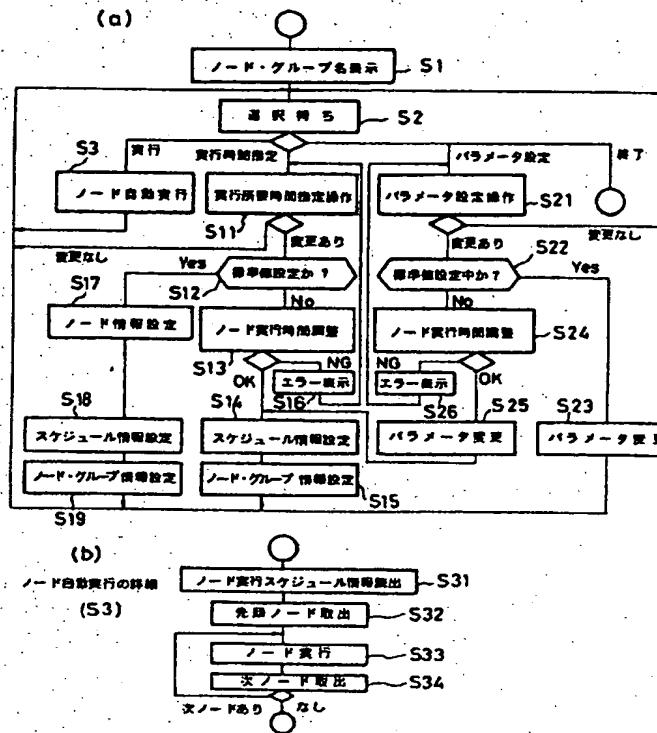 (a)
ノード・グループ名表示 S1
選択待ち S2
実行 実行時間指定 パラメータ設定 終了
S3 ノード自動実行
実行所要時間指定操作 S11
パラメータ設定操作 S21
変更なし 変更あり 変更あり 変更なし
Yes S12 標準値設定か? No
標準値設定中か? S22 Yes No
S17 ノード情報設定
ノード実行時間調整 S13
ノード実行時間調整 S24
OK NG NG OK
エラー表示 S16
エラー表示 S26
S18 スケジュール情報設定
S14 スケジュール情報設定
S25 パラメータ変更
S23 パラメータ変更
ノード・グループ情報設定 S19
ノード・グループ情報設定 S15
(b)
ノード自動実行の詳細
(S3)
ノード実行スケジュール情報読出 S31
先頭ノード取出 S32
ノード実行 S33
次ノード取出 S34
次ノードあり なし